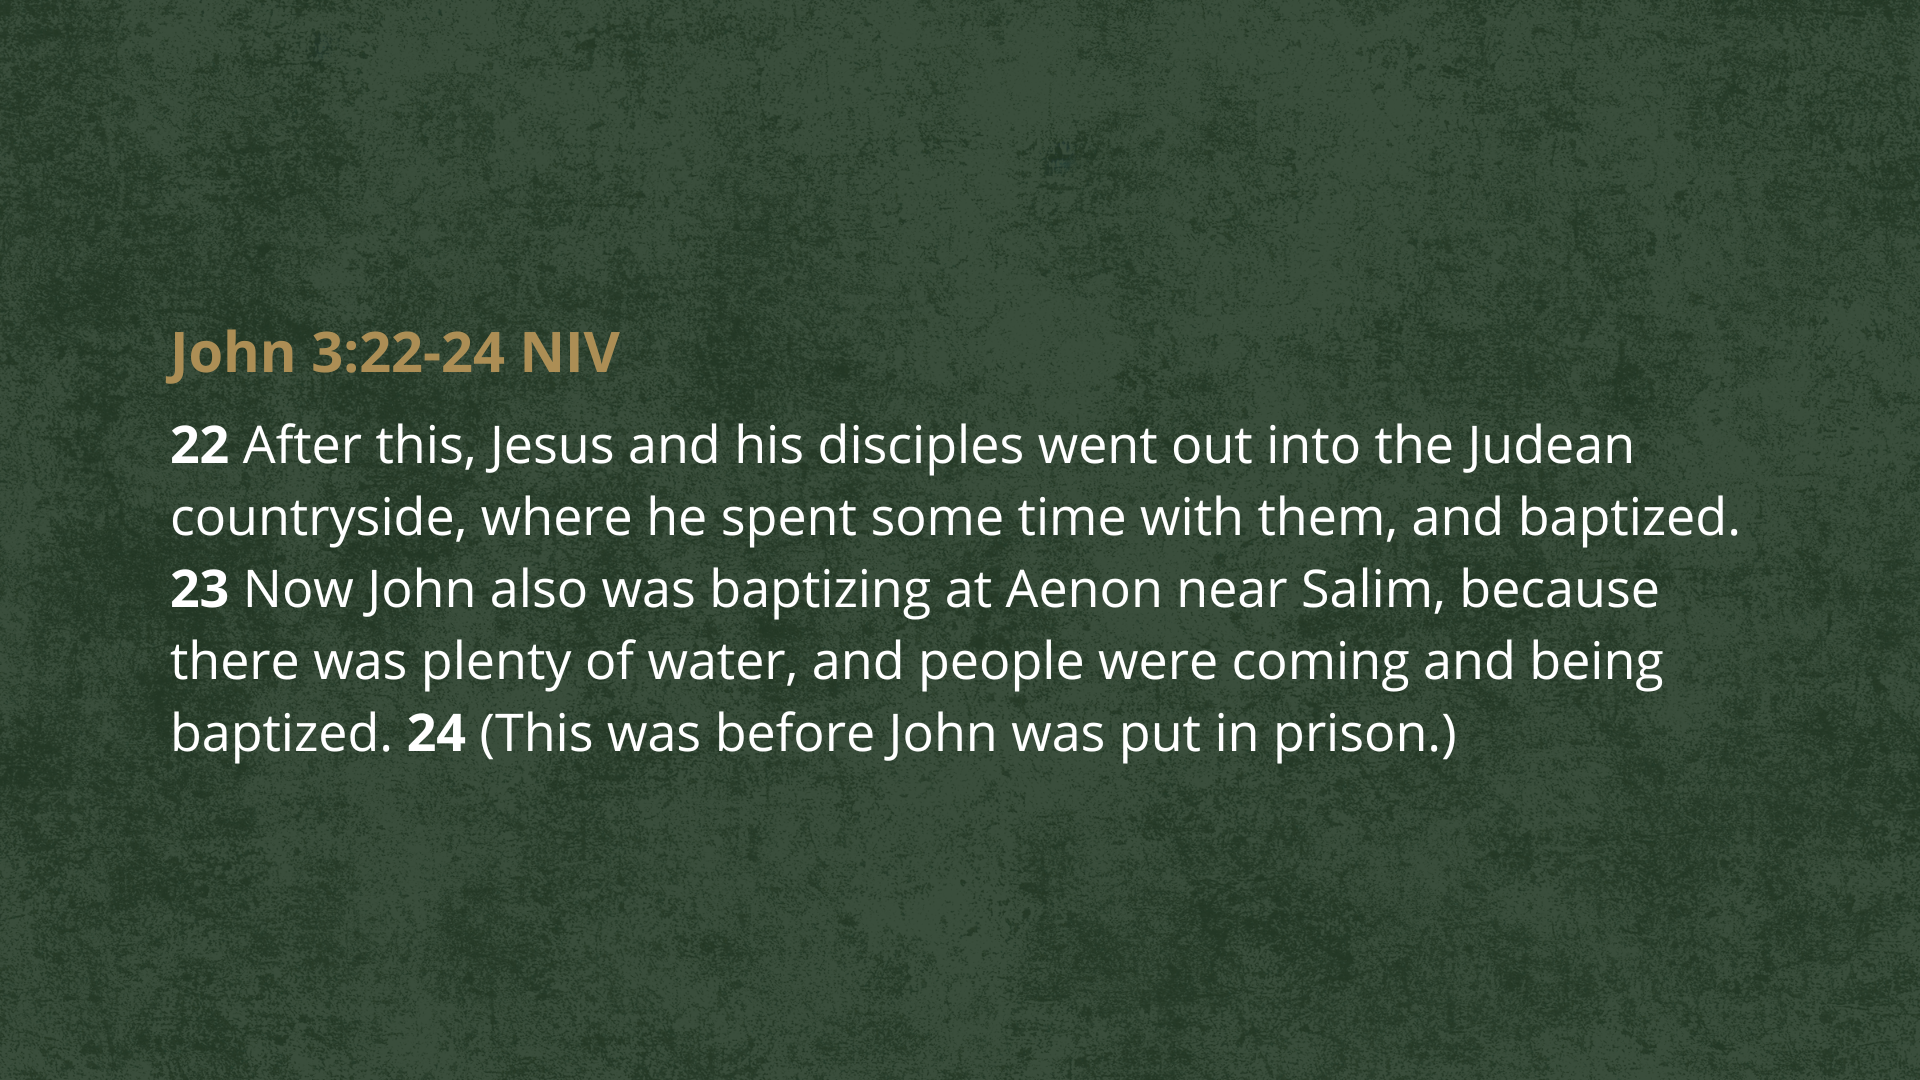 John 3:22-24 NIV
22 After this, Jesus and his disciples went out into the Judean
countryside, where he spent some time with them, and baptized.
23 Now John also was baptizing at Aenon near Salim, because
there was plenty of water, and people were coming and being
baptized. 24 (This was before John was put in prison.)